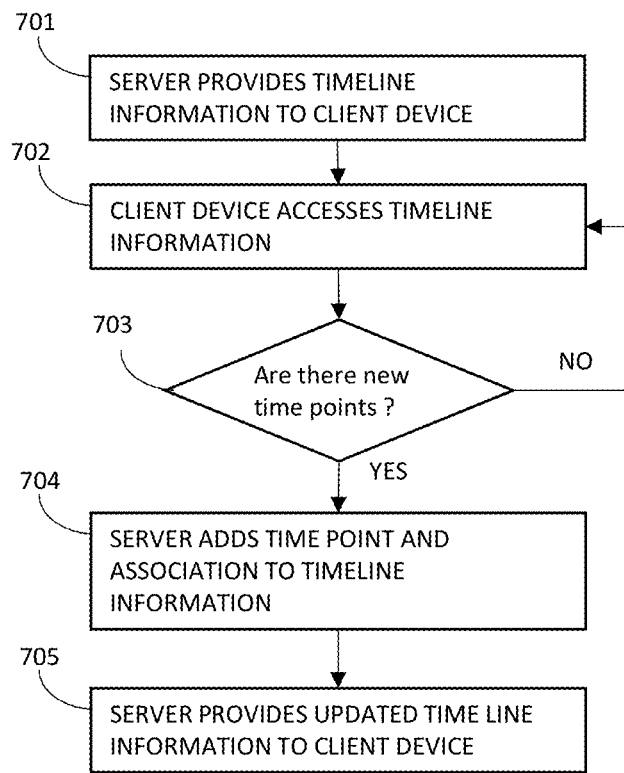 701
SERVER PROVIDES TIMELINE
INFORMATION TO CLIENT DEVICE
702
CLIENT DEVICE ACCESSES TIMELINE
INFORMATION
703
Are there new
time points ?
NO
YES
704
SERVER ADDS TIME POINT AND
ASSOCIATION TO TIMELINE
INFORMATION
705
SERVER PROVIDES UPDATED TIME LINE
INFORMATION TO CLIENT DEVICE